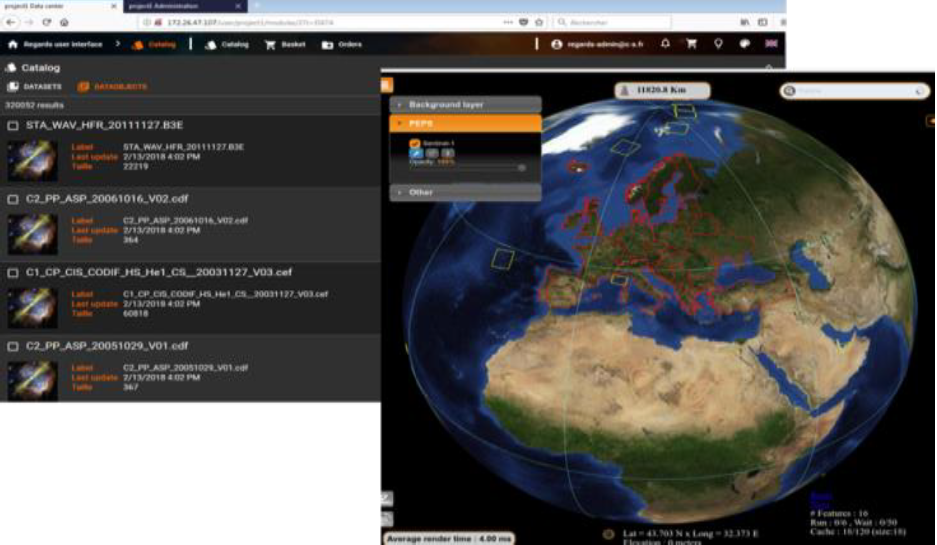 project1 Data center
project1 Administration
172.26.47.107/user/project1/modules/
Rechercher
Regards user interface
Catalog
Catalog
Basket
Orders
regards-admin@c-s.fr
Catalog
DATASETS
DATAOBJECTS
320052 results
STA_WAV_HFR_20111127.B3E
Label STA_WAV_HFR_20111127.B3E
Last update 2/13/2018 4:02 PM
Taille 22219
C2_PP_ASP_20061016_V02.cdf
Label C2_PP_ASP_20061016_V02.cdf
Last update 2/13/2018 4:02 PM
Taille 364
C1_CP_CIS_CODIF_HS_He1_CS__20031127_V03.cef
Label C1_CP_CIS_CODIF_HS_He1_CS__20031127_V03.cef
Last update 2/13/2018 4:02 PM
Taille 60818
C2_PP_ASP_20051029_V01.cdf
Label C2_PP_ASP_20051029_V01.cdf
Last update 2/13/2018 4:02 PM
Taille 367
11820.8 Km
Background layer
PEPS
Sentinel 1
Opacity: 100%
Other
# Features : 16
Run : 0/6 , Wait : 0/50
Cache : 18/120 (size:18)
Lat = 43.703 N x Long = 32.373 E
Elevation : 0 meters
Average render time : 4.00 ms